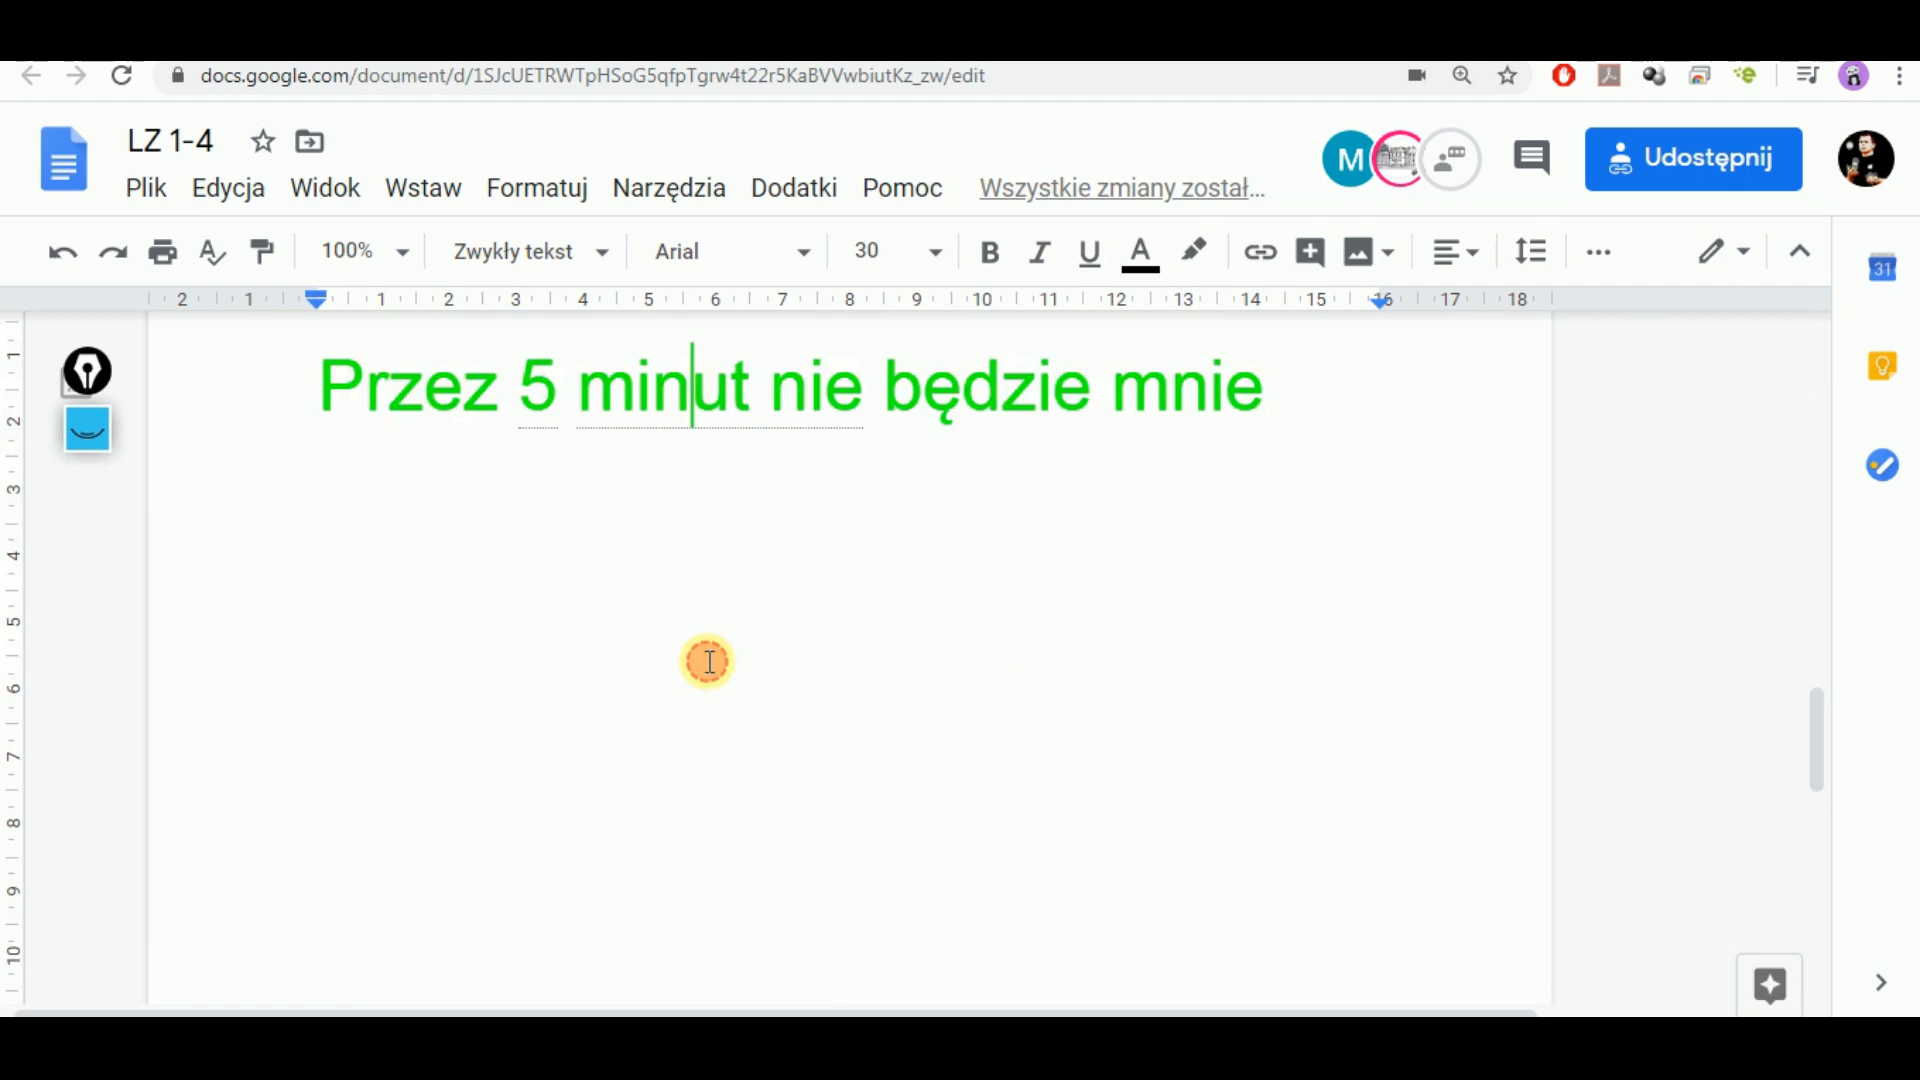 docs.google.com/document/d/1SJcUETRWTpHSoG5qfpTgrw4t22r5KaBVVwbiutKz_zw/edit
LZ 1-4
M
Udostępnij
Plik Edycja Widok Wstaw Formatuj Narzędzia Dodatki Pomoc Wszystkie zmiany został...
100% Zwykły tekst Arial 30 B I U A
31
2 1 1 2 3 4 5 6 7 8 9 10 11 12 13 14 15 16 17 18
Przez 5 minut nie będzie mnie
1
2
3
4
5
6
7
8
9
10